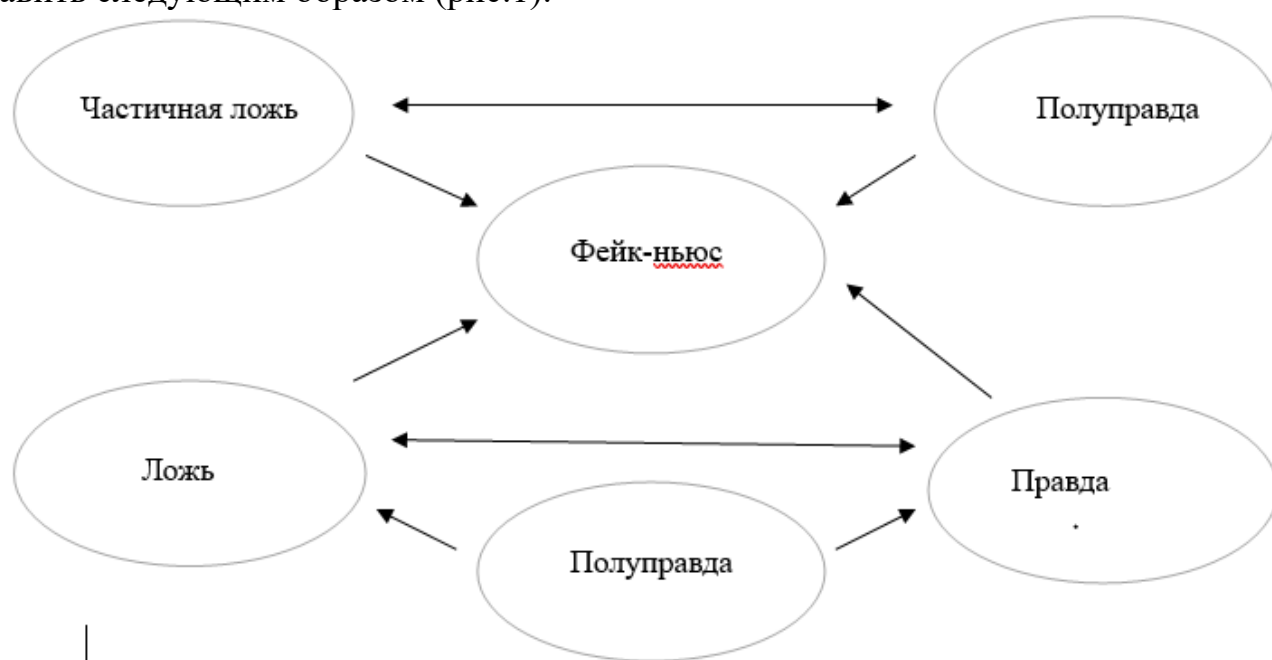 авить следующим образом (рис.1).
Частичная ложь
Полуправда
Фейк-ньюс
Ложь
Правда
.
Полуправда